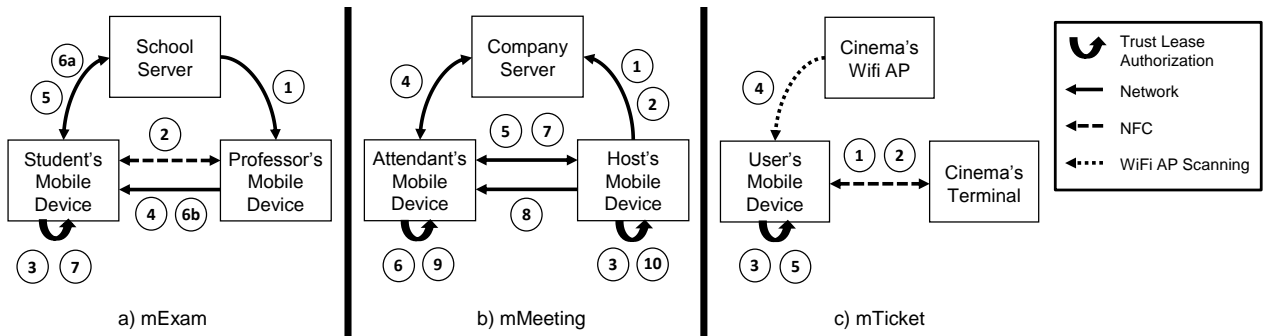 School
Server
6a
5
1
2
Student's
Mobile
Device
Professor's
Mobile
Device
4 6b
3 7
a) mExam
Company
Server
4
1
2
5 7
Attendant's
Mobile
Device
Host's
Mobile
Device
8
6 9
3 10
b) mMeeting
Cinema's
Wifi AP
4
User's
Mobile
Device
1 2
Cinema's
Terminal
3 5
c) mTicket
Trust Lease
Authorization
Network
NFC
WiFi AP Scanning